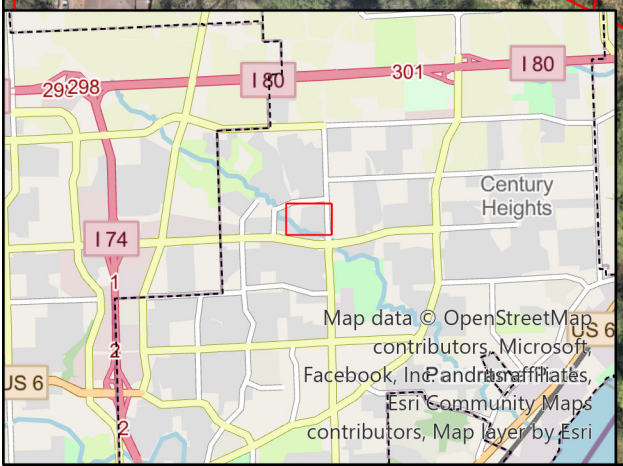 I 80
301
I 80
298
Century
Heights
I 74
1
Map data © OpenStreetMap
US 6
contributors, Microsoft,
2
Facebook, Inc. and its affiliates,
US 6
Esri Community Maps
contributors, Map layer by Esri
2